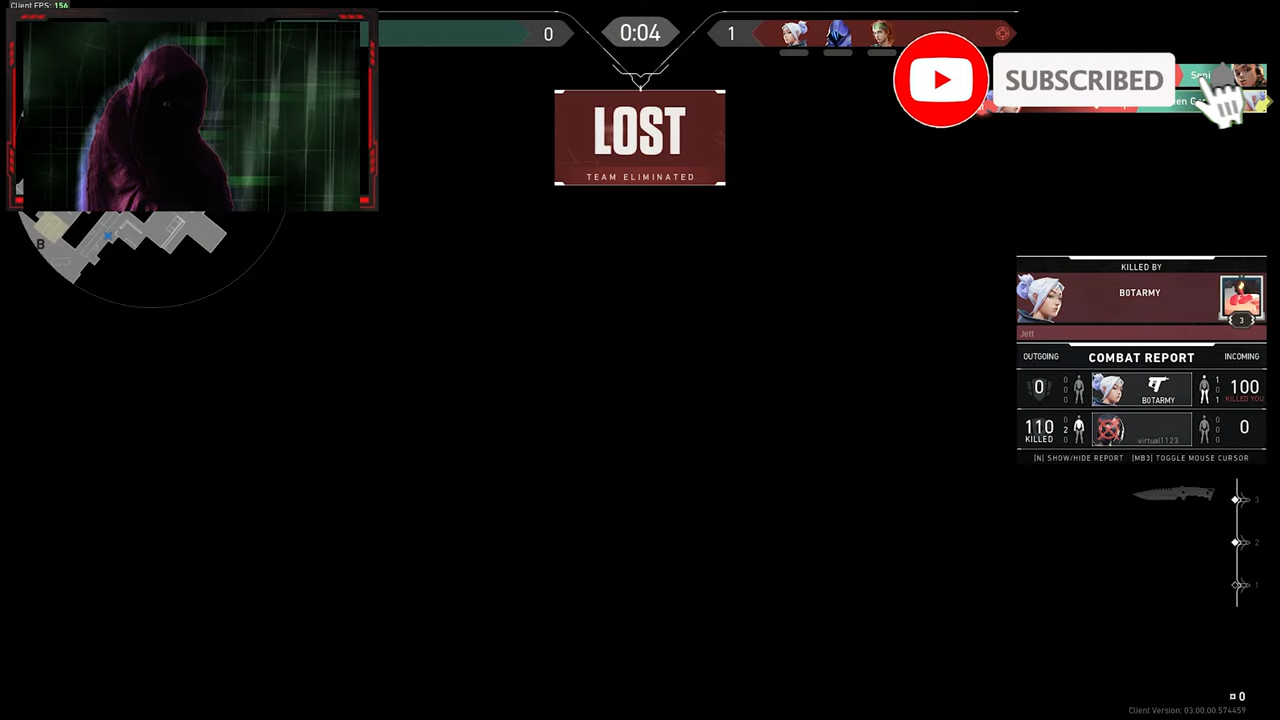 Client FPS: 156
0
0:04
1
SUBSCRIBED
LOST
TEAM ELIMINATED
B
KILLED BY
B0TARMY
3
Jett
OUTGOING
COMBAT REPORT
INCOMING
0
0
0
0
B0TARMY
1
0
1
100
KILLED YOU
110
KILLED
0
2
0
virtual1123
0
0
0
0
[N] SHOW/HIDE REPORT [MB3] TOGGLE MOUSE CURSOR
3
2
1
¤ 0
Client Version: 03.00.00.574459